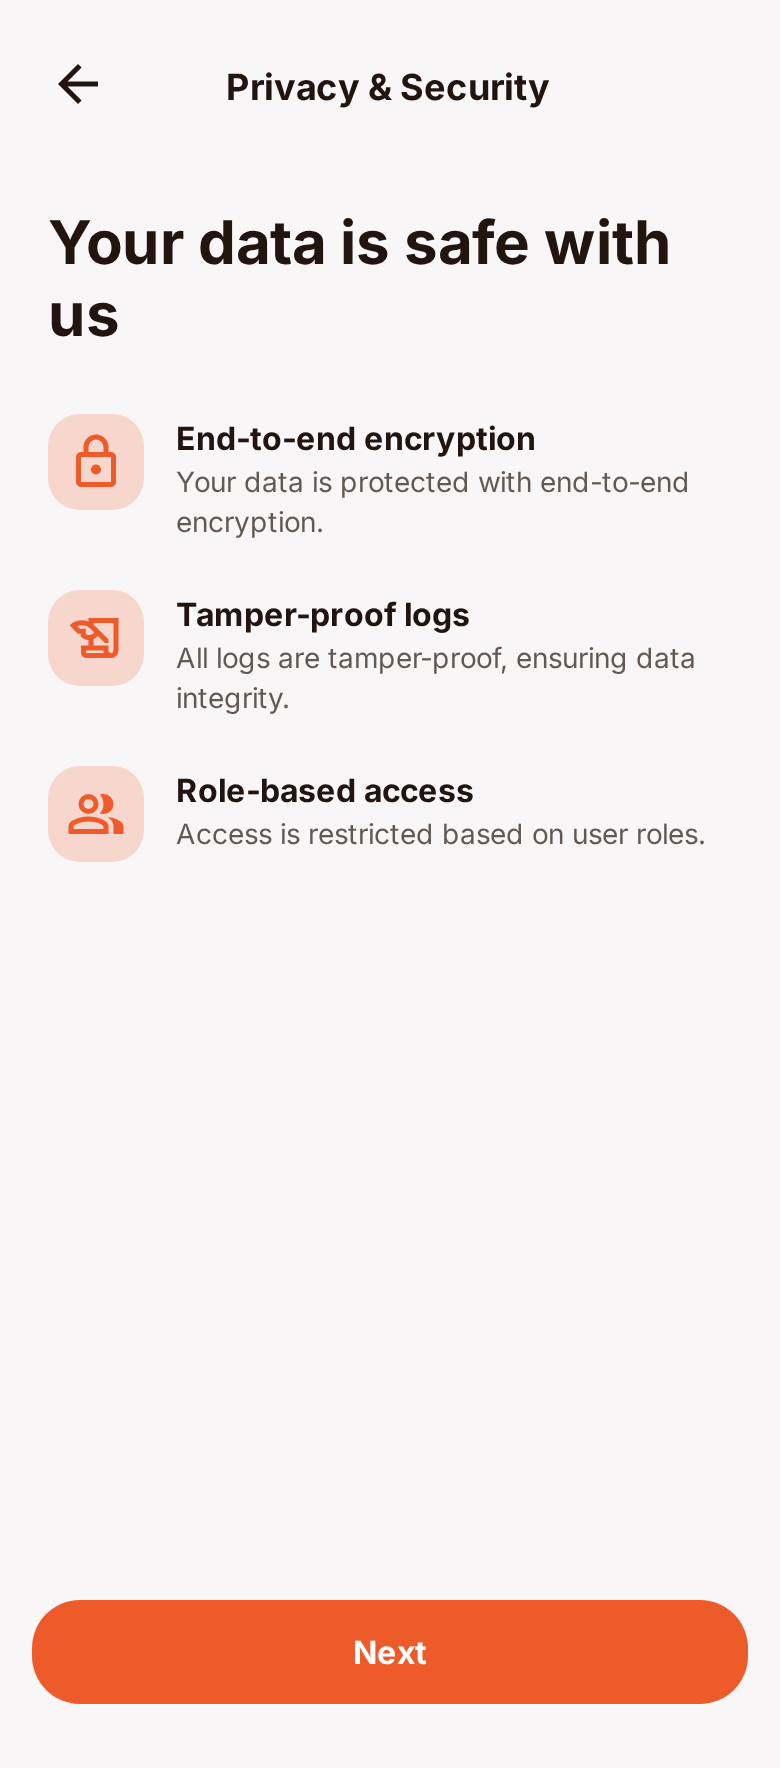 Privacy & Security
Your data is safe with
us
End-to-end encryption
Your data is protected with end-to-end
encryption.
Tamper-proof logs
All logs are tamper-proof, ensuring data
integrity.
Role-based access
Access is restricted based on user roles.
Next